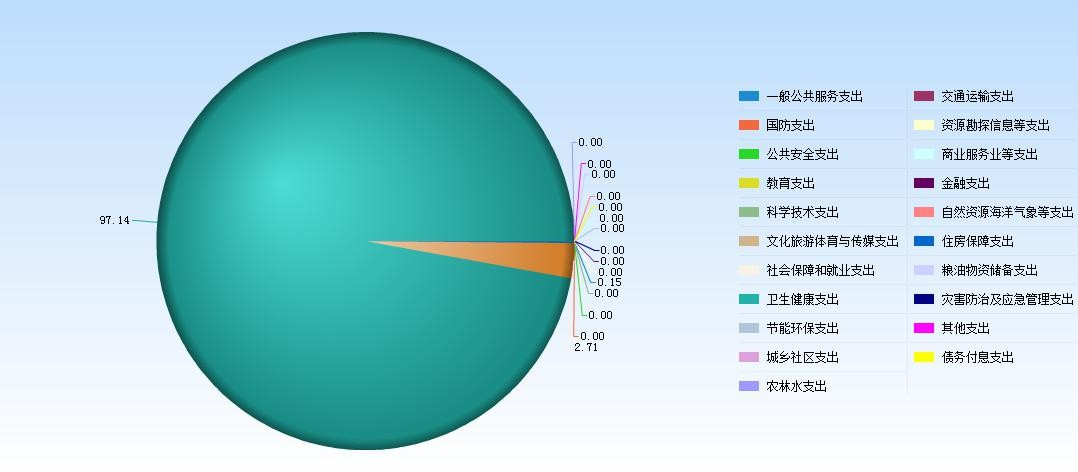 97.14
0.00
0.00
0.00
0.00
0.00
0.00
0.00
0.00
0.00
0.00
0.15
0.00
0.00
0.00
2.71
一般公共服务支出
国防支出
公共安全支出
教育支出
科学技术支出
文化旅游体育与传媒支出
社会保障和就业支出
卫生健康支出
节能环保支出
城乡社区支出
农林水支出
交通运输支出
资源勘探信息等支出
商业服务业等支出
金融支出
自然资源海洋气象等支出
住房保障支出
粮油物资储备支出
灾害防治及应急管理支出
其他支出
债务付息支出